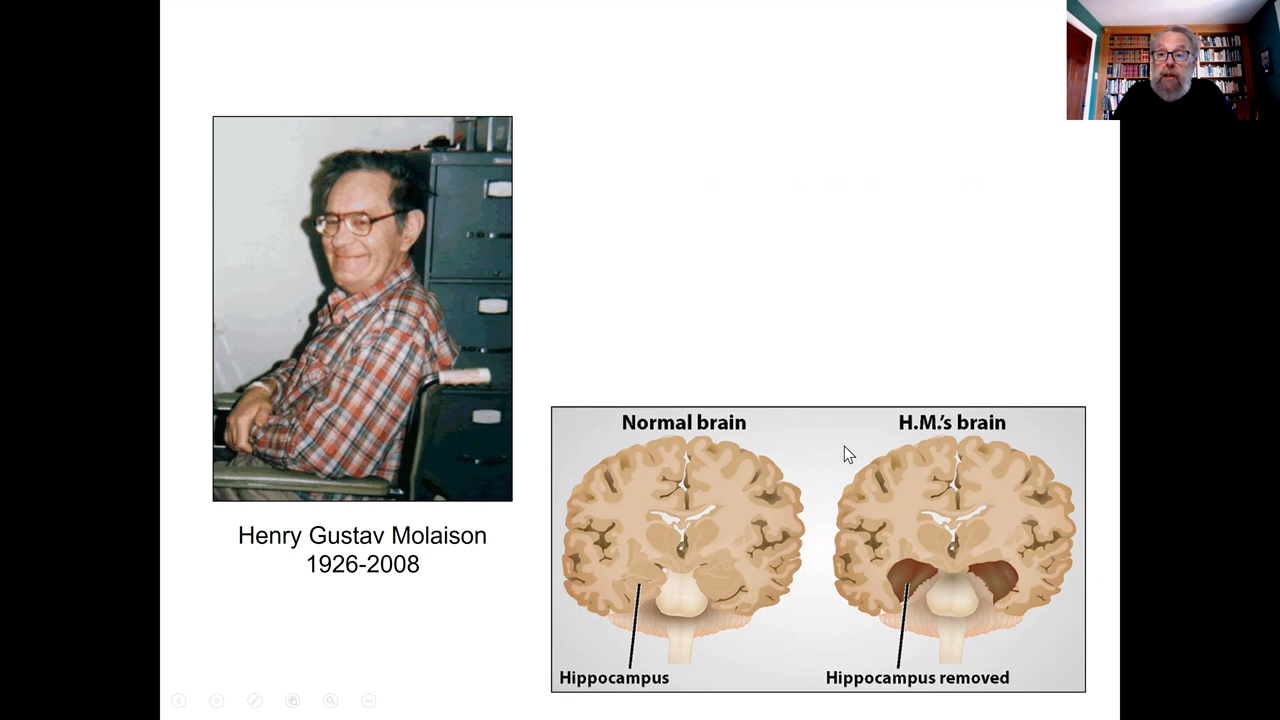 Henry Gustav Molaison
1926-2008
Normal brain
H.M.'s brain
Hippocampus
Hippocampus removed